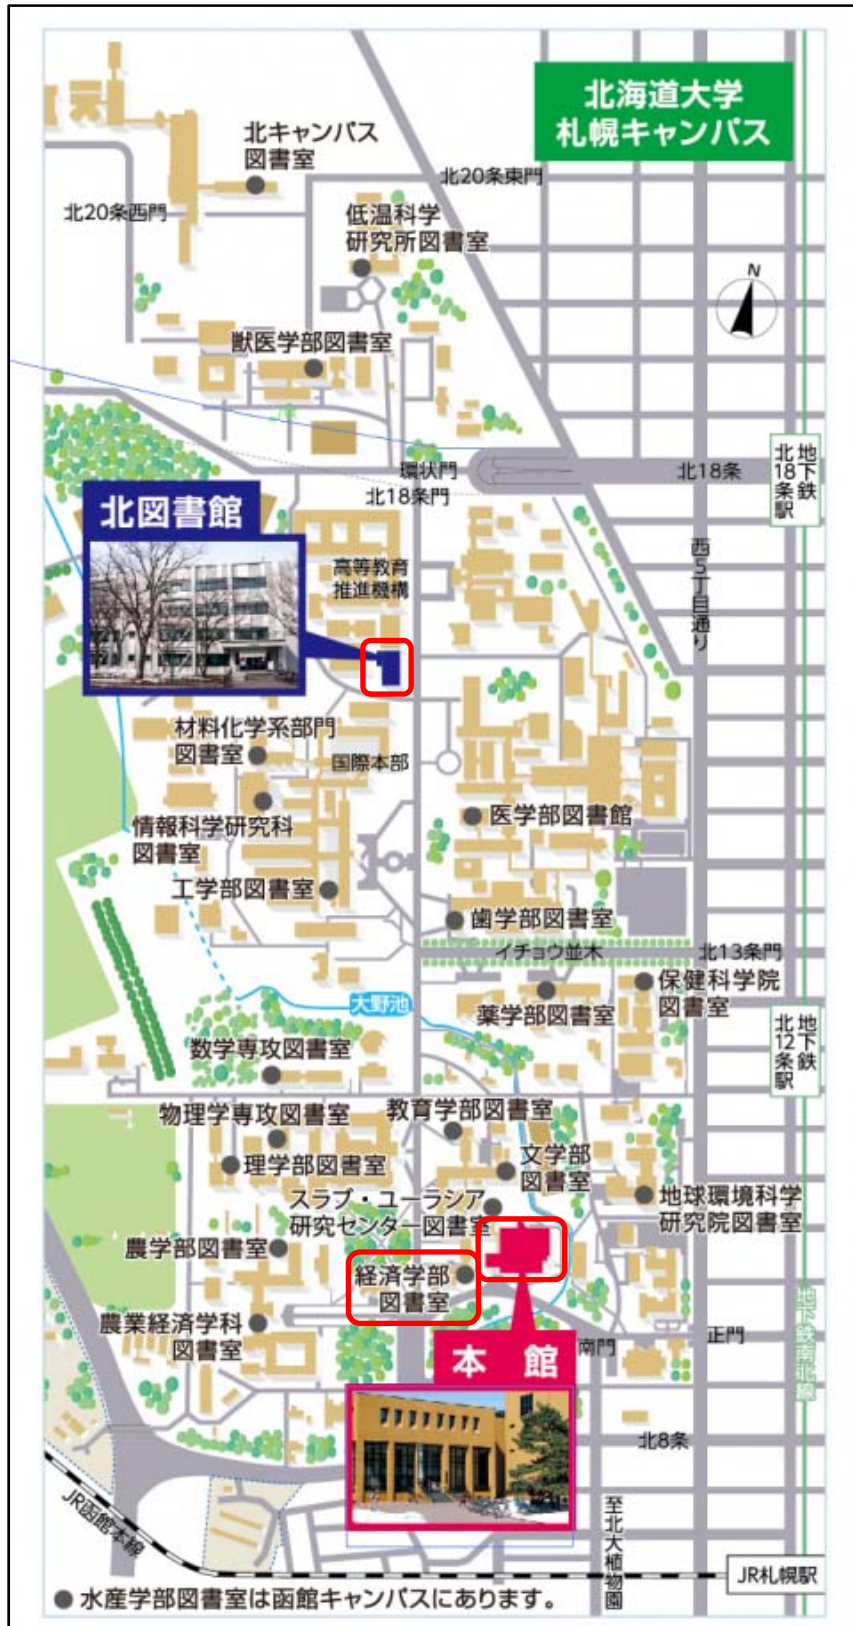 北海道大学
札幌キャンパス
北キャンパス
図書室
北20条東門
北20条西門
低温科学
研究所図書室
N
獣医学部図書室
環状門
北18条
北18条門
地下鉄
北18条駅
北図書館
高等教育
推進機構
西5丁目通り
材料化学系部門
図書室
国際本部
情報科学研究科
図書室
医学部図書館
工学部図書室
歯学部図書室
イチョウ並木
北13条門
保健科学院
図書室
大野池
薬学部図書室
地下鉄
北12条駅
数学専攻図書室
物理学専攻図書室
教育学部図書室
理学部図書室
文学部
図書室
スラブ・ユーラシア
研究センター図書室
地球環境科学
研究院図書室
農学部図書室
経済学部
図書室
農業経済学科
図書室
地下鉄南北線
南門
正門
本 館
北8条
JR函館本線
至北大植物園
JR札幌駅
● 水産学部図書室は函館キャンパスにあります。